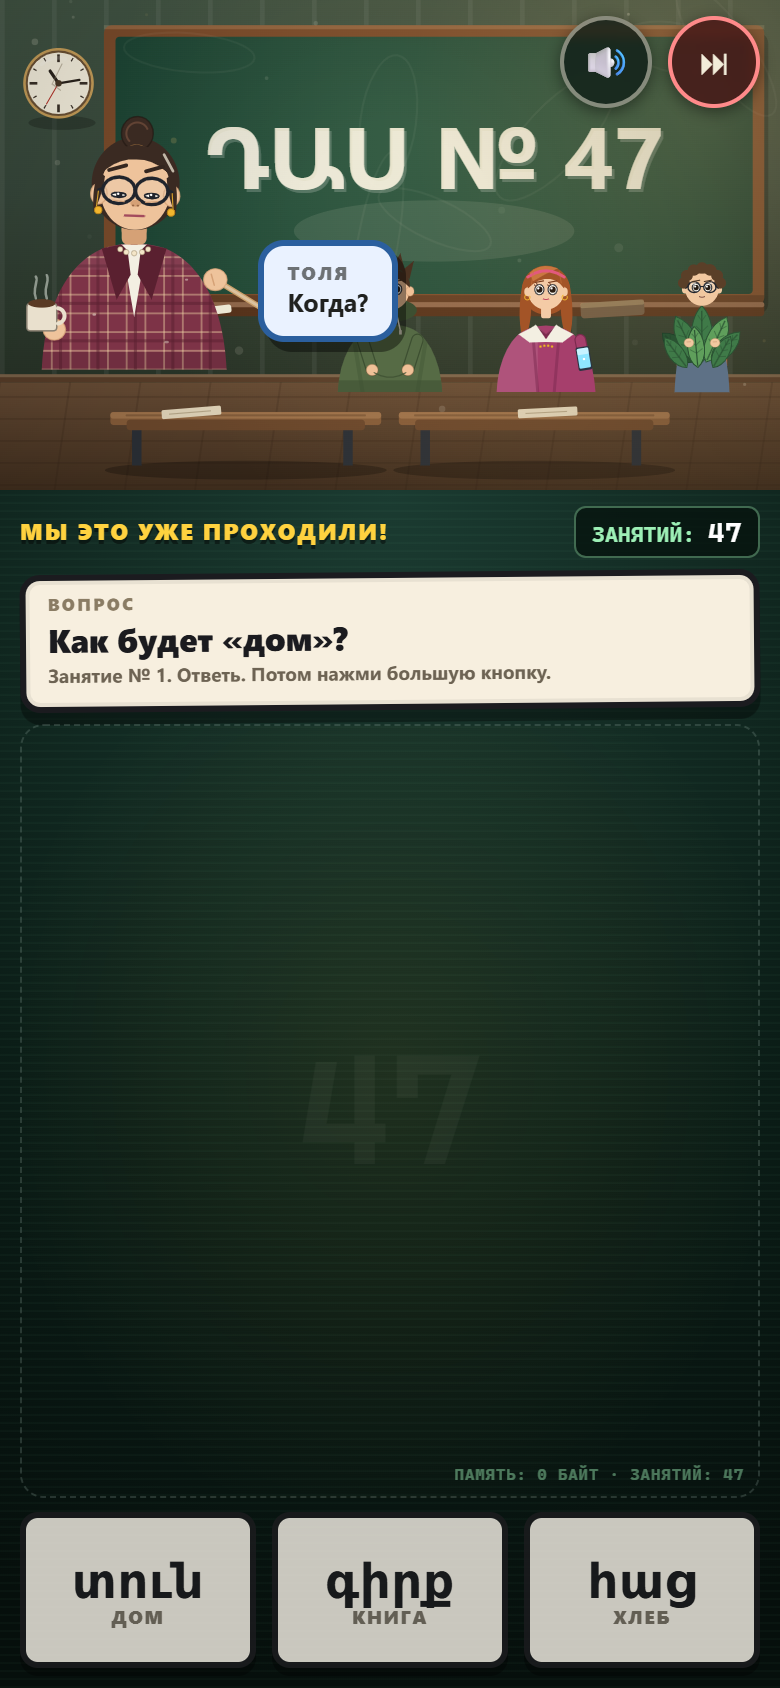 ԴԱՍ № 47
ТОЛЯ
Когда?
МЫ ЭТО УЖЕ ПРОХОДИЛИ!
ЗАНЯТИЙ: 47
ВОПРОС
Как будет «дом»?
Занятие № 1. Ответь. Потом нажми большую кнопку.
47
ПАМЯТЬ: 0 БАЙТ · ЗАНЯТИЙ: 47
տուն
ДОМ
գիրք
КНИГА
հաց
ХЛЕБ